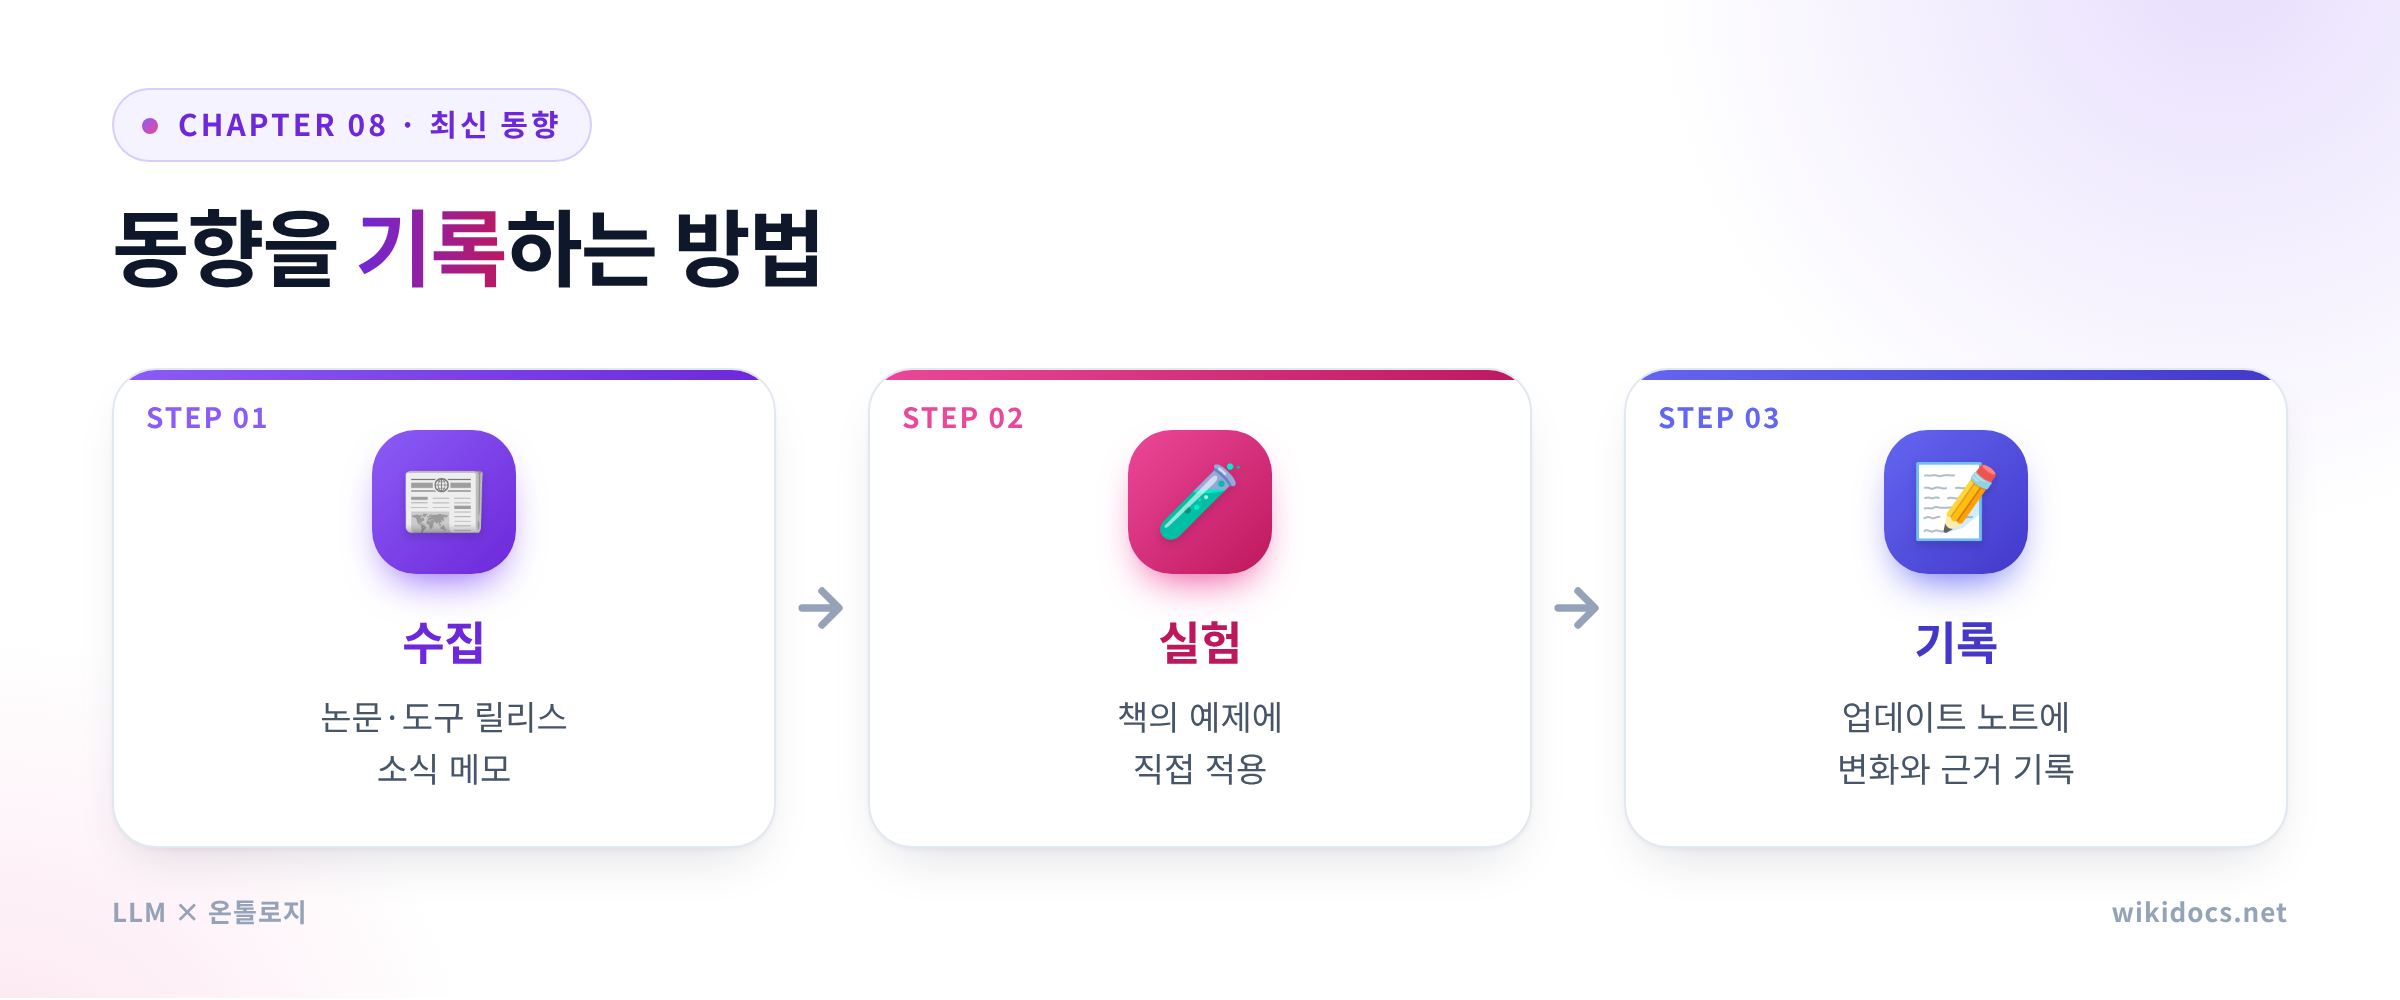 CHAPTER 08 · 최신 동향
동향을 기록하는 방법
STEP 01
수집
논문·도구 릴리스
소식 메모
STEP 02
실험
책의 예제에
직접 적용
STEP 03
기록
업데이트 노트에
변화와 근거 기록
LLM × 온톨로지
wikidocs.net